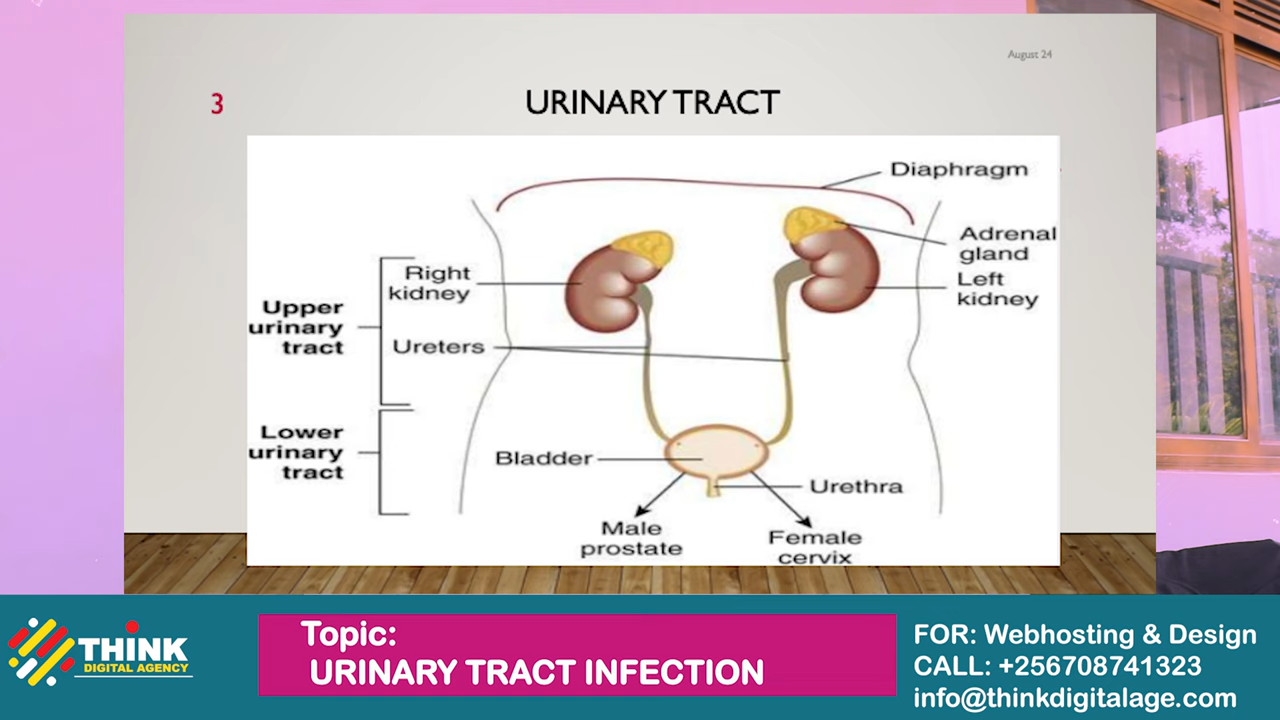 August 24
3
URINARY TRACT
Diaphragm
Adrenal
gland
Right
kidney
Left
kidney
Upper
urinary
tract
Ureters
Lower
urinary
tract
Bladder
Urethra
Male
prostate
Female
cervix
THINK
DIGITAL AGENCY
Topic:
URINARY TRACT INFECTION
FOR: Webhosting & Design
CALL: +256708741323
info@thinkdigitalage.com